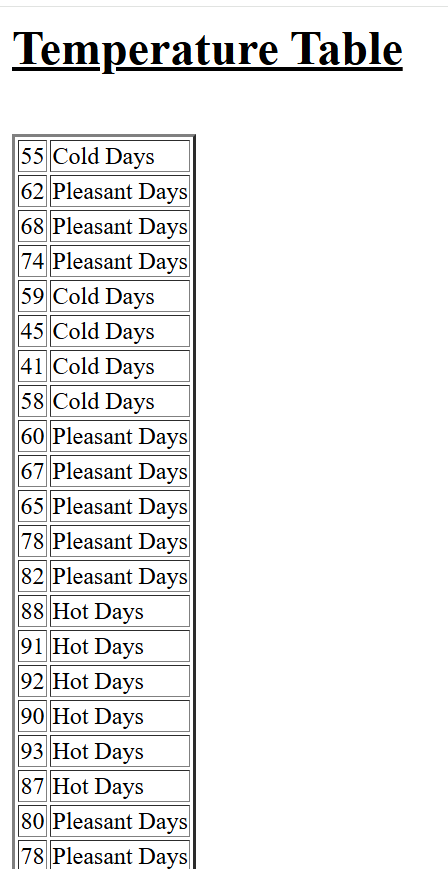 Temperature Table
55 Cold Days
62 Pleasant Days
68 Pleasant Days
74 Pleasant Days
59 Cold Days
45 Cold Days
41 Cold Days
58 Cold Days
60 Pleasant Days
67 Pleasant Days
65 Pleasant Days
78 Pleasant Days
82 Pleasant Days
88 Hot Days
91 Hot Days
92 Hot Days
90 Hot Days
93 Hot Days
87 Hot Days
80 Pleasant Days
78 Pleasant Days